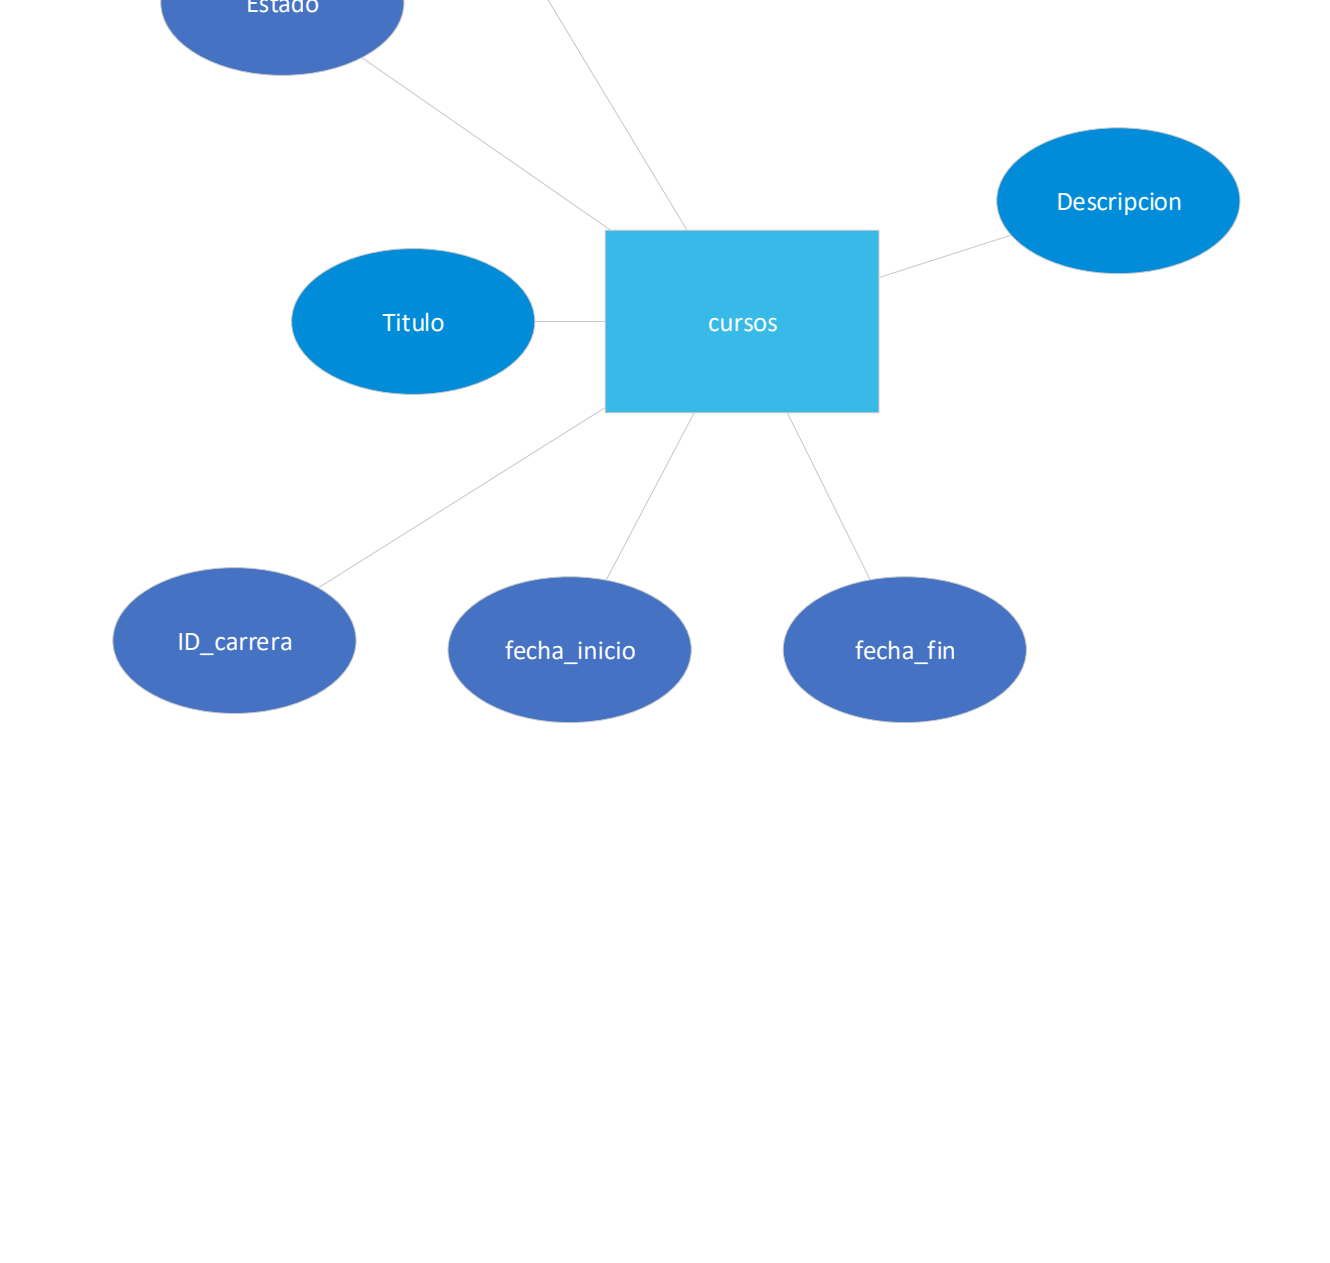 Estado
Descripcion
Titulo
cursos
ID_carrera
fecha_inicio
fecha_fin